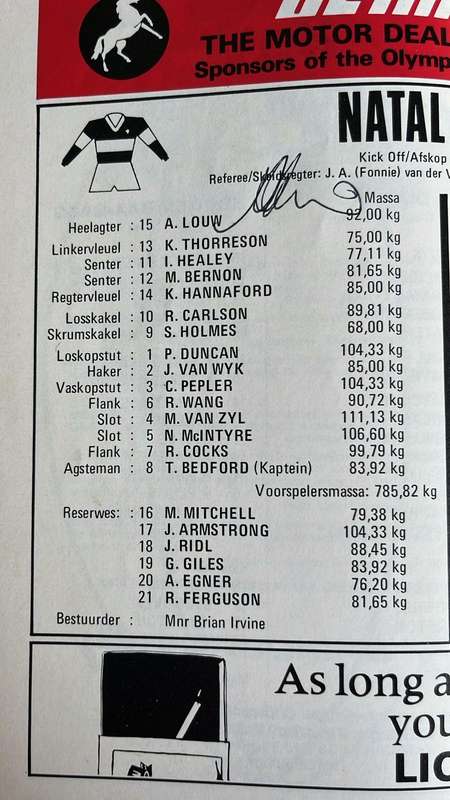 THE MOTOR DEAL
Sponsors of the Olymp
NATAL
Kick Off/Afskop
Referee/Skeidsregter: J. A. (Fonnie) van der V
Massa
Heelagter : 15 A. LOUW 92,00 kg
Linkervleuel : 13 K. THORRESON 75,00 kg
Senter : 11 I. HEALEY 77,11 kg
Senter : 12 M. BERNON 81,65 kg
Regtervleuel : 14 K. HANNAFORD 85,00 kg
Losskakel : 10 R. CARLSON 89,81 kg
Skrumskakel : 9 S. HOLMES 68,00 kg
Loskopstut : 1 P. DUNCAN 104,33 kg
Haker : 2 J. VAN WYK 85,00 kg
Vaskopstut : 3 C. PEPLER 104,33 kg
Flank : 6 R. WANG 90,72 kg
Slot : 4 M. VAN ZYL 111,13 kg
Slot : 5 N. McINTYRE 106,60 kg
Flank : 7 R. COCKS 99,79 kg
Agsteman : 8 T. BEDFORD (Kaptein) 83,92 kg
Voorspelersmassa: 785,82 kg
Reserwes: : 16 M. MITCHELL 79,38 kg
17 J. ARMSTRONG 104,33 kg
18 J. RIDL 88,45 kg
19 G. GILES 83,92 kg
20 A. EGNER 76,20 kg
21 R. FERGUSON 81,65 kg
Bestuurder : Mnr Brian Irvine
As long a
you
LIC